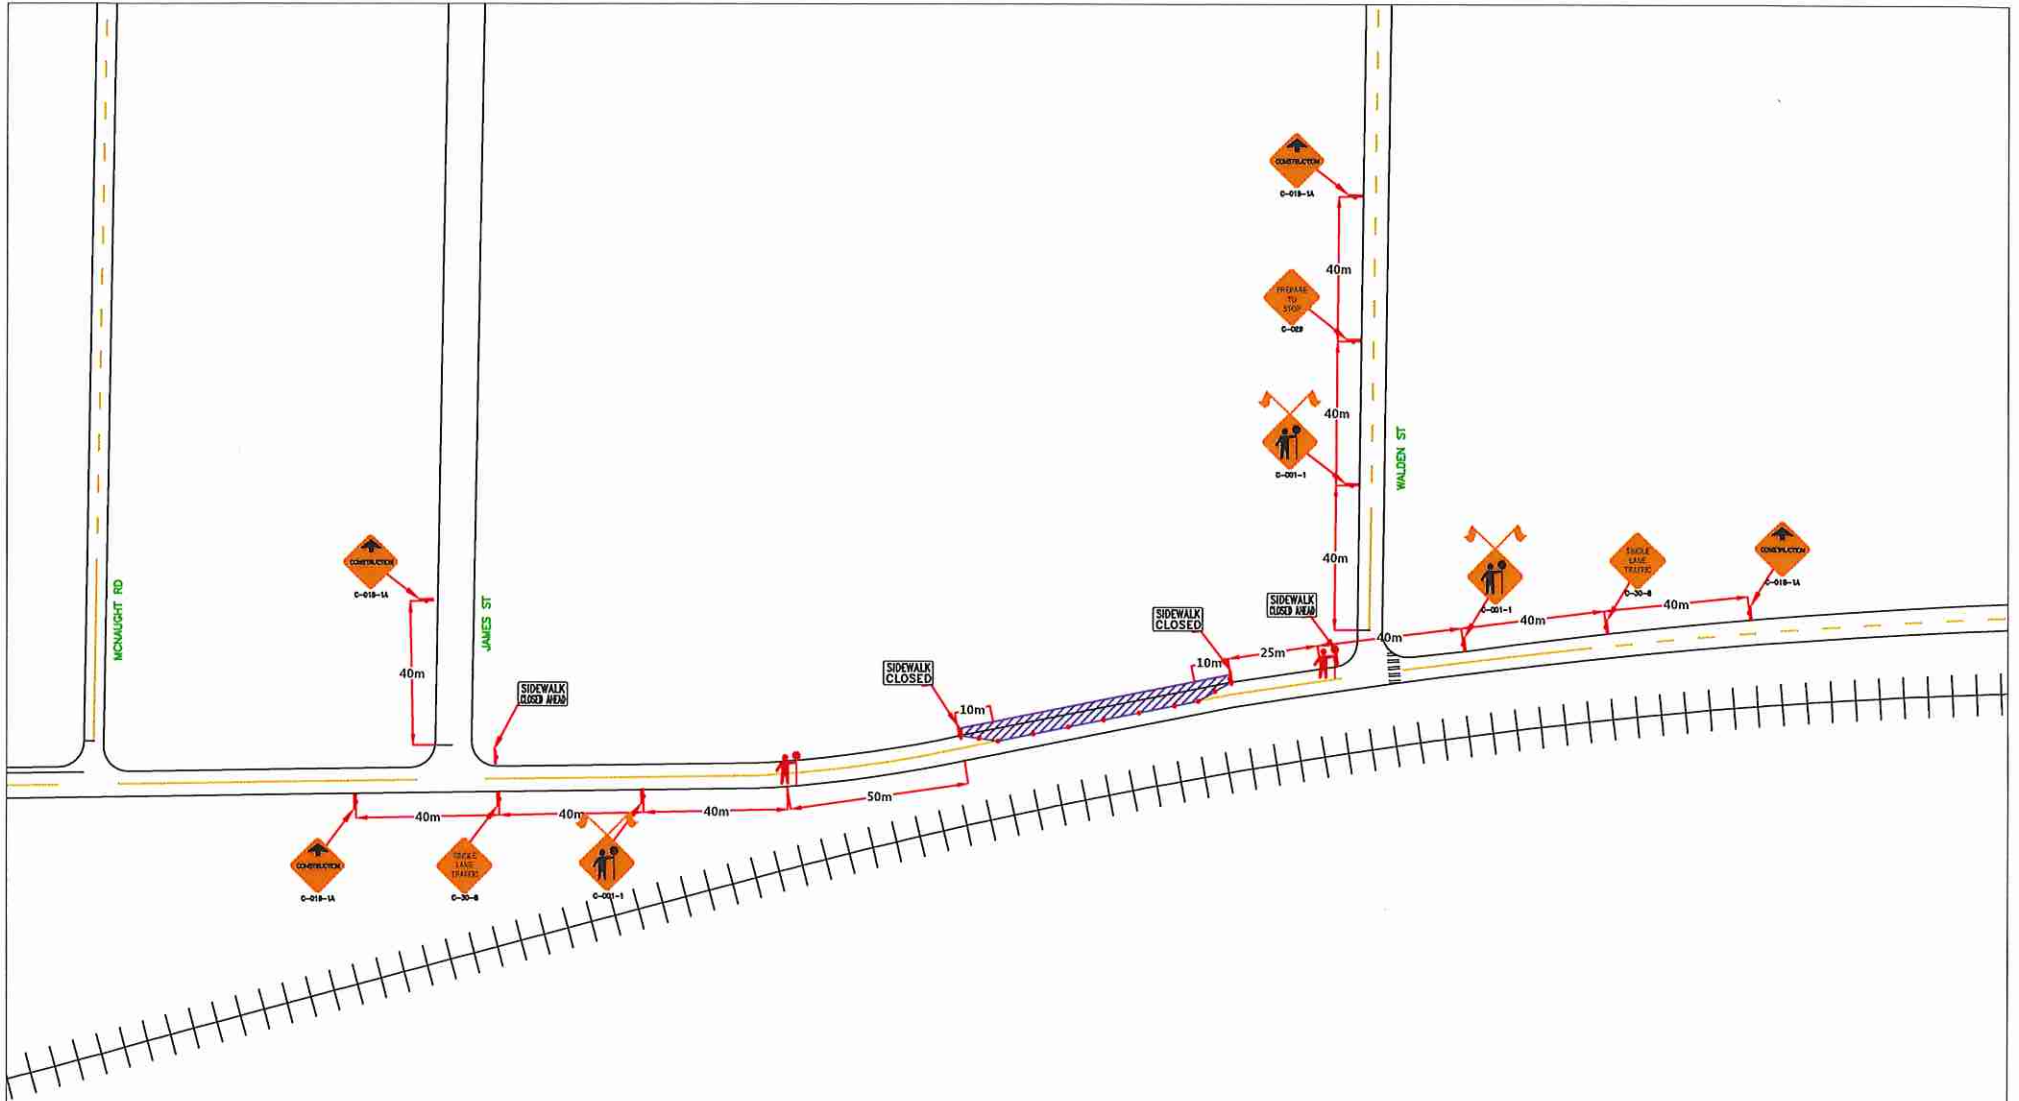 CONSTRUCTION
C-018-1A
40m
PREPARE
TO
STOP
C-029
40m
C-001-1
40m
WALDEN ST
CONSTRUCTION
C-018-1A
40m
MCNAUGHT RD
JAMES ST
SIDEWALK
CLOSED AHEAD
SIDEWALK
CLOSED
10m
SIDEWALK
CLOSED
10m
25m
SIDEWALK
CLOSED AHEAD
40m
C-001-1
40m
SINGLE
LANE
TRAFFIC
C-30-8
40m
CONSTRUCTION
C-018-1A
40m
40m
40m
50m
CONSTRUCTION
C-018-1A
SINGLE
LANE
TRAFFIC
C-30-8
C-001-1